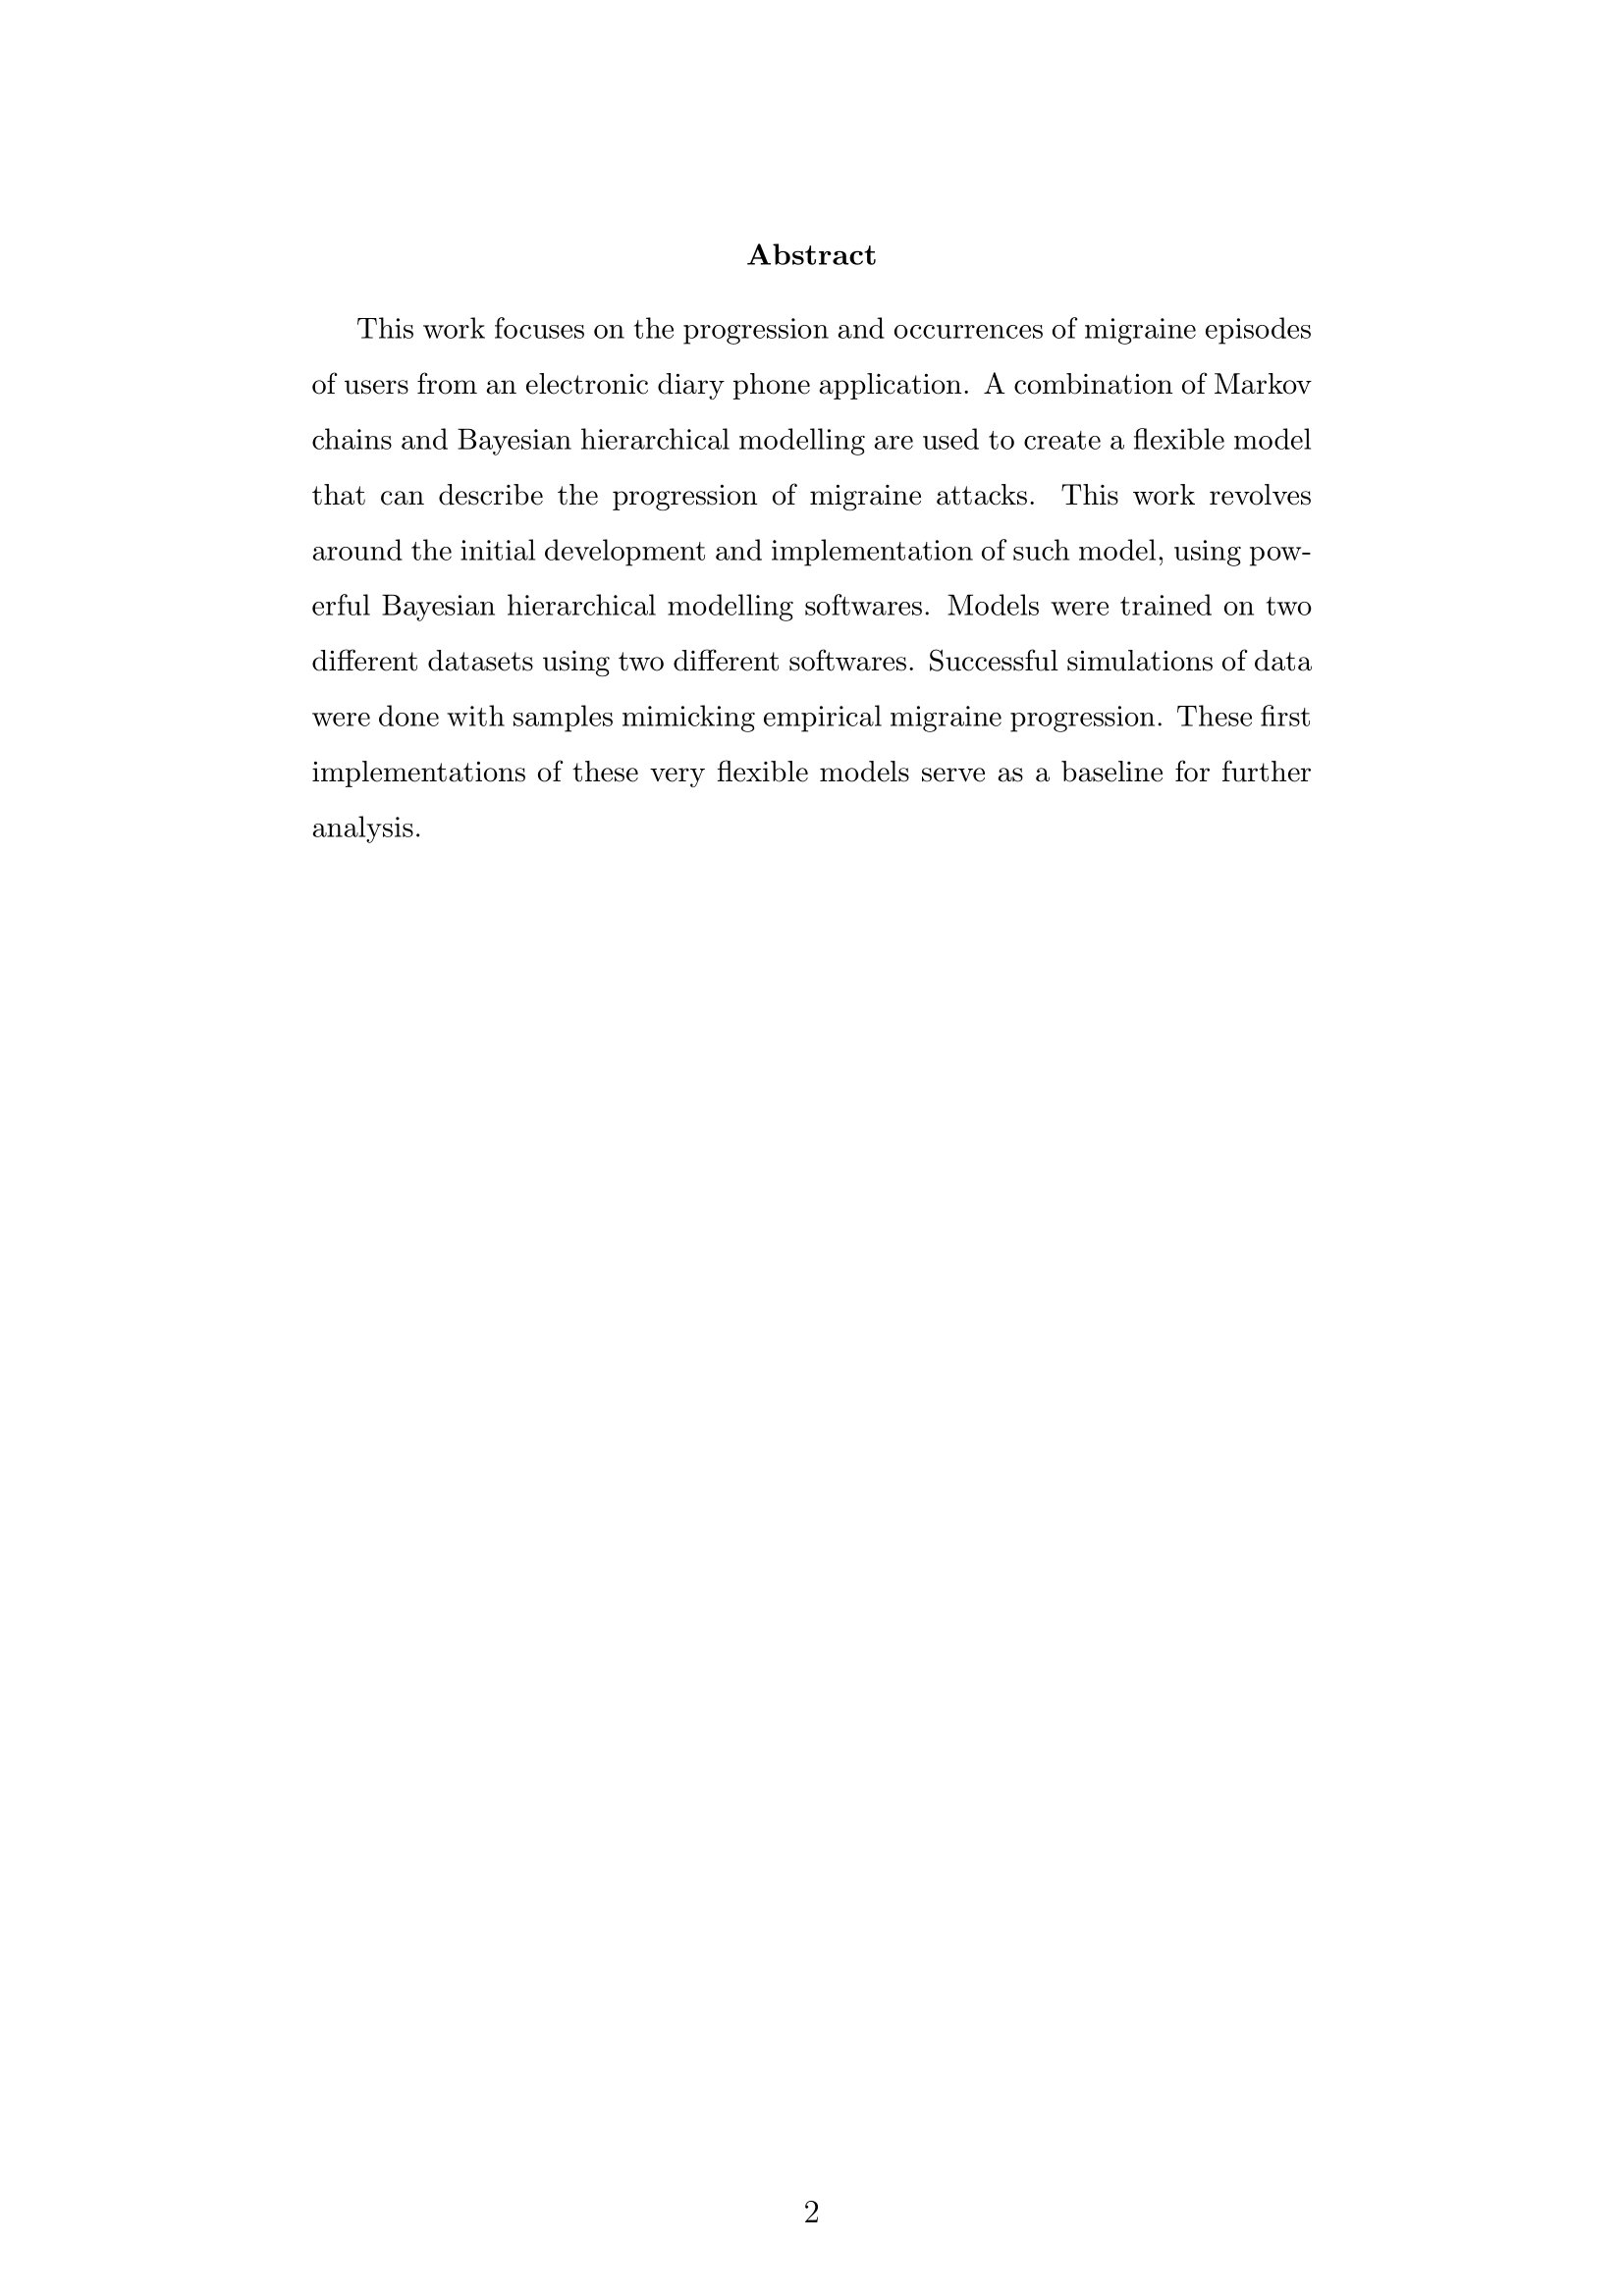 Abstract
This work focuses on the progression and occurrences of migraine episodes
of users from an electronic diary phone application. A combination of Markov
chains and Bayesian hierarchical modelling are used to create a flexible model
that can describe the progression of migraine attacks. This work revolves
around the initial development and implementation of such model, using pow-
erful Bayesian hierarchical modelling softwares. Models were trained on two
different datasets using two different softwares. Successful simulations of data
were done with samples mimicking empirical migraine progression. These first
implementations of these very flexible models serve as a baseline for further
analysis.
2